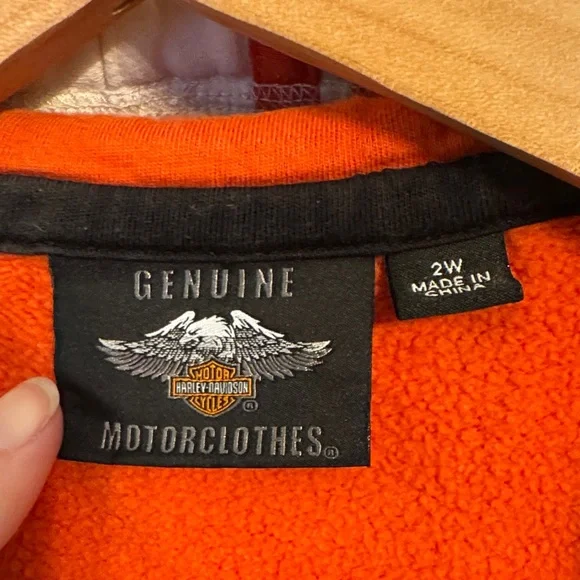 GENUINE
MOTOR
HARLEY-DAVIDSON
CYCLES
®
MOTORCLOTHES®
2W
MADE IN
CHINA